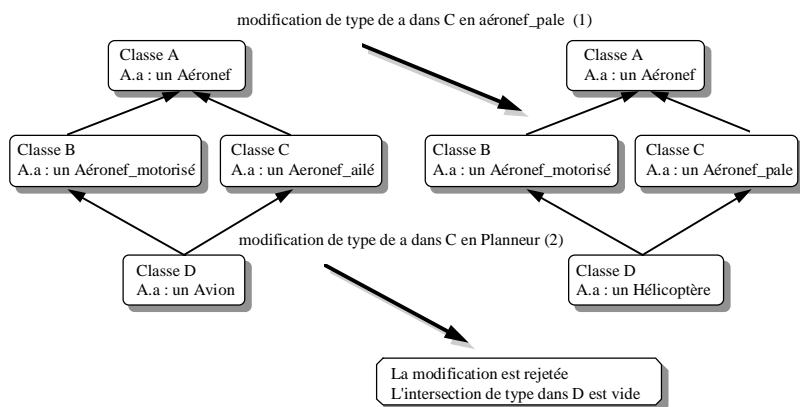 modification de type de a dans C en aéronef_pale (1)
Classe A
A.a : un Aéronef
Classe B
A.a : un Aéronef_motorisé
Classe C
A.a : un Aeronef_ailé
Classe D
A.a : un Avion
Classe A
A.a : un Aéronef
Classe B
A.a : un Aéronef_motorisé
Classe C
A.a : un Aéronef_pale
Classe D
A.a : un Hélicoptère
modification de type de a dans C en Planneur (2)
La modification est rejetée
L'intersection de type dans D est vide